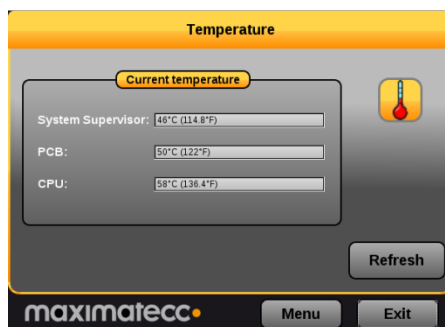 Temperature
Current temperature
System Supervisor: 46°C (114.8°F)
PCB: 50°C (122°F)
CPU: 58°C (136.4°F)
Refresh
maximatecc
Menu
Exit